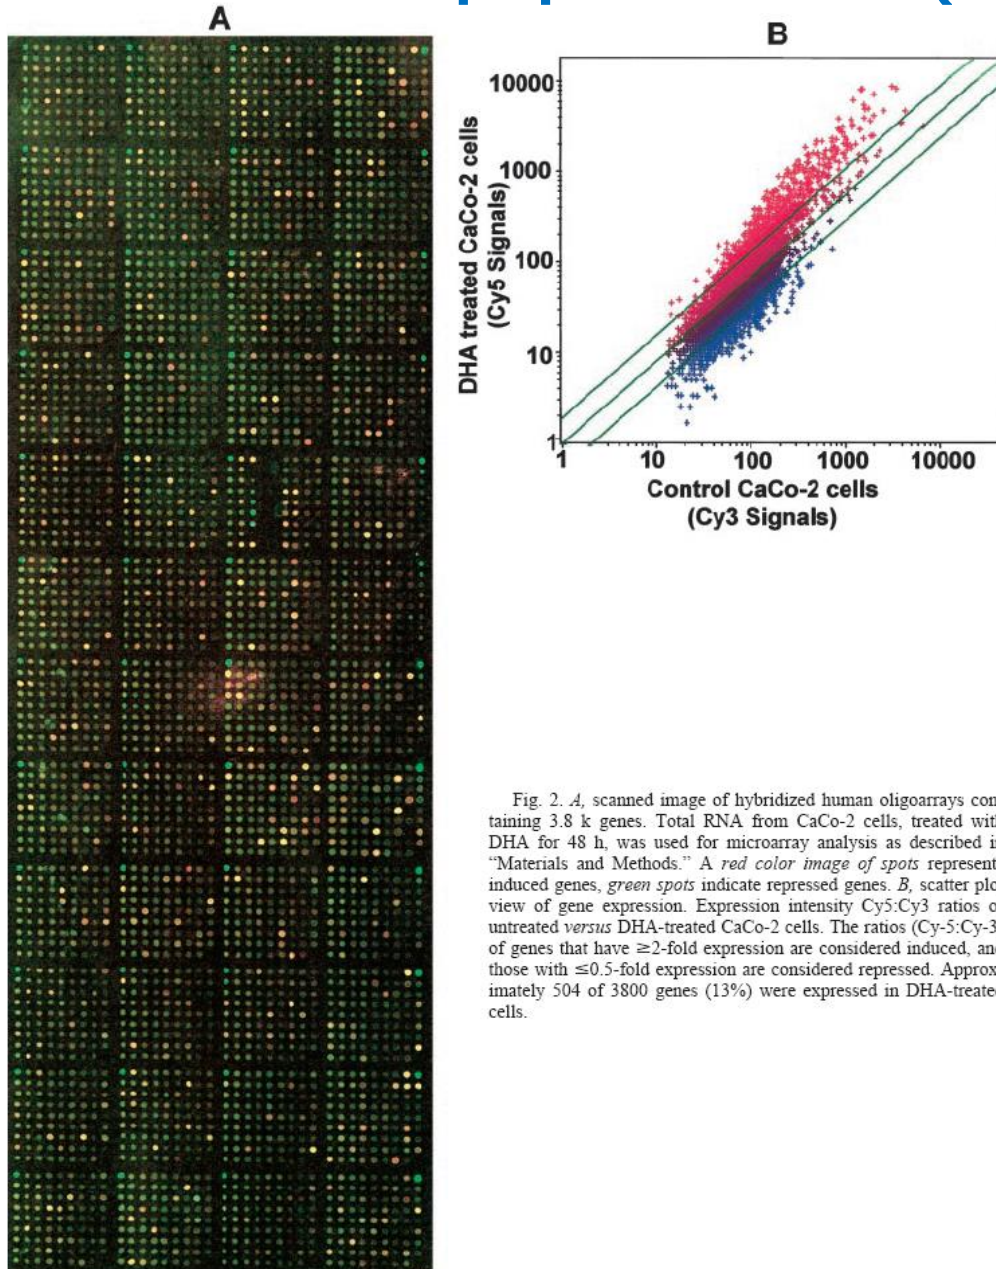 A
B
10000
1000
100
10
1
DHA treated CaCo-2 cells
(Cy5 Signals)
1
10
100
1000
10000
Control CaCo-2 cells
(Cy3 Signals)
Fig. 2. A, scanned image of hybridized human oligoarrays con
taining 3.8 k genes. Total RNA from CaCo-2 cells, treated with
DHA for 48 h, was used for microarray analysis as described in
“Materials and Methods.” A red color image of spots represent
induced genes, green spots indicate repressed genes. B, scatter plo
view of gene expression. Expression intensity Cy5:Cy3 ratios o
untreated versus DHA-treated CaCo-2 cells. The ratios (Cy-5:Cy-3
of genes that have ≥2-fold expression are considered induced, and
those with ≤0.5-fold expression are considered repressed. Approx
imately 504 of 3800 genes (13%) were expressed in DHA-treated
cells.